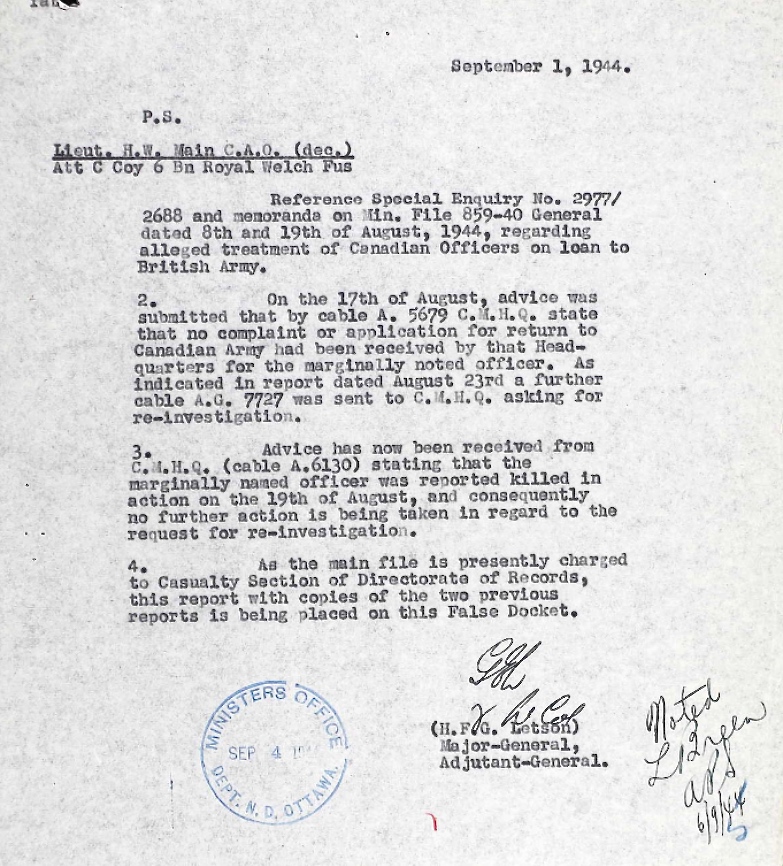 September 1, 1944.
P.S.
Lieut. H.W. Main C.A.O. (dec.)
Att C Coy 6 Bn Royal Welch Fus
Reference Special Enquiry No. 2977/
2688 and memoranda on Min. File 859-40 General
dated 8th and 19th of August, 1944, regarding
alleged treatment of Canadian Officers on loan to
British Army.
2. On the 17th of August, advice was
submitted that by cable A. 5679 C.M.H.Q. state
that no complaint or application for return to
Canadian Army had been received by that Head-
quarters for the marginally noted officer. As
indicated in report dated August 23rd a further
cable A.G. 7727 was sent to C.M.H.Q. asking for
re-investigation.
3. Advice has now been received from
C.M.H.Q. (cable A.6130) stating that the
marginally named officer was reported killed in
action on the 19th of August, and consequently
no further action is being taken in regard to the
request for re-investigation.
4. As the main file is presently charged
to Casualty Section of Directorate of Records,
this report with copies of the two previous
reports is being placed on this False Docket.
(H.F.G. Letson)
Major-General,
Adjutant-General.
MINISTERS OFFICE
SEP 4
DEPT. N. D. OTTAWA.
Noted
6/9/44